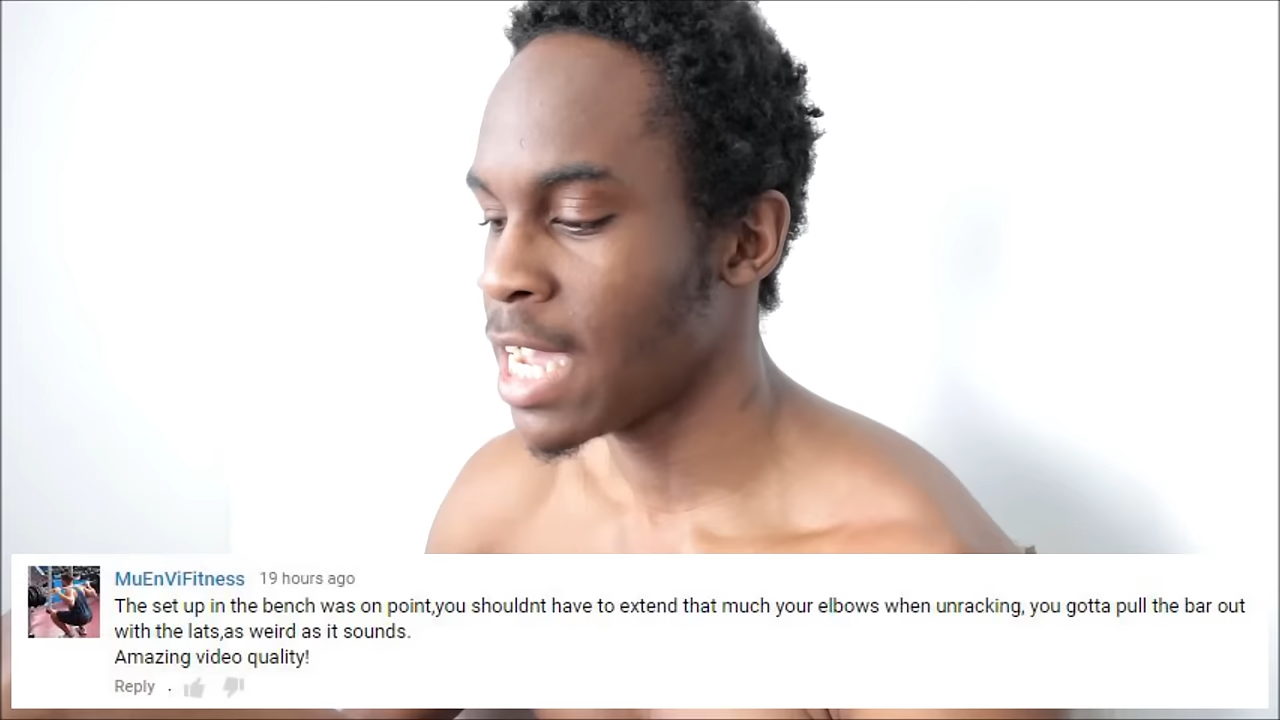 MuEnViFitness 19 hours ago
The set up in the bench was on point,you shouldnt have to extend that much your elbows when unracking, you gotta pull the bar out
with the lats,as weird as it sounds.
Amazing video quality!
Reply .